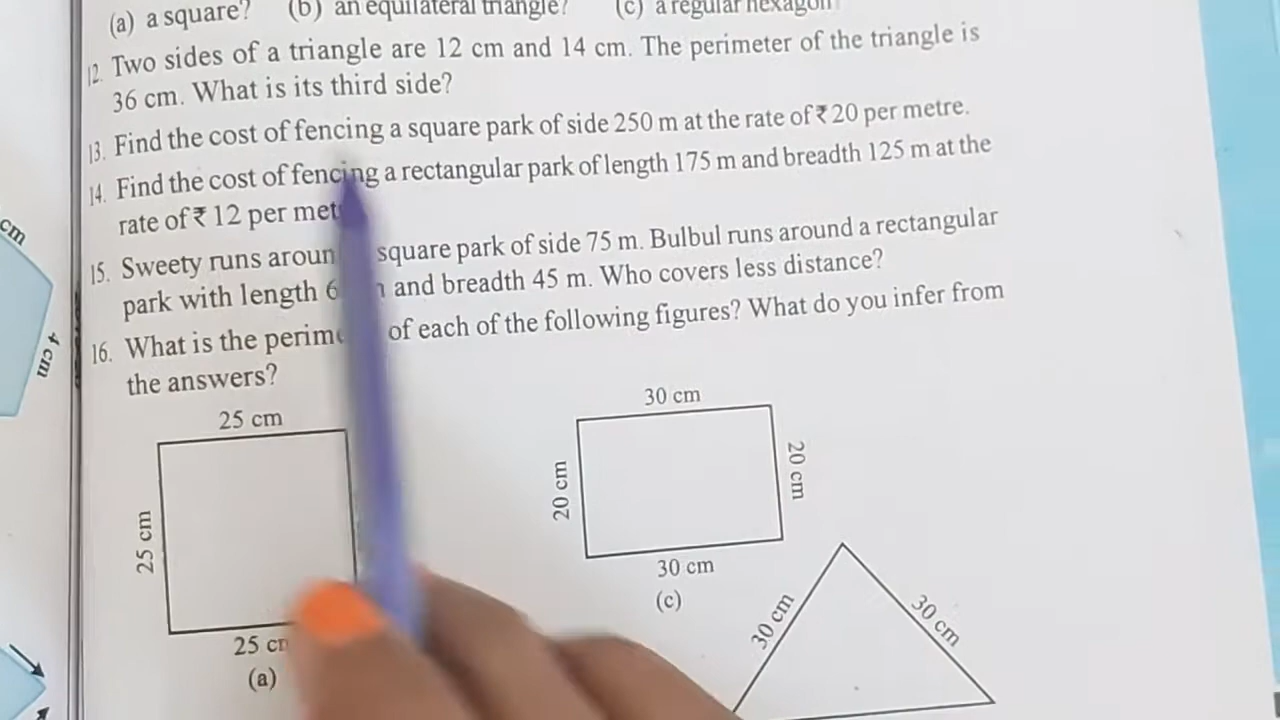 (a) a square? (b) an equilateral triangle? (c) a regular hexagon?
12. Two sides of a triangle are 12 cm and 14 cm. The perimeter of the triangle is
36 cm. What is its third side?
13. Find the cost of fencing a square park of side 250 m at the rate of ₹ 20 per metre.
14. Find the cost of fencing a rectangular park of length 175 m and breadth 125 m at the
rate of ₹ 12 per
15. Sweety runs square park of side 75 m. Bulbul runs around a rectangular
park with length and breadth 45 m. Who covers less distance?
16. What is the of each of the following figures? What do you infer from
the answers?
cm
4 cm
25 cm
25 cm
25
(a)
30 cm
20 cm
20 cm
30 cm
(c)
30 cm
30 cm